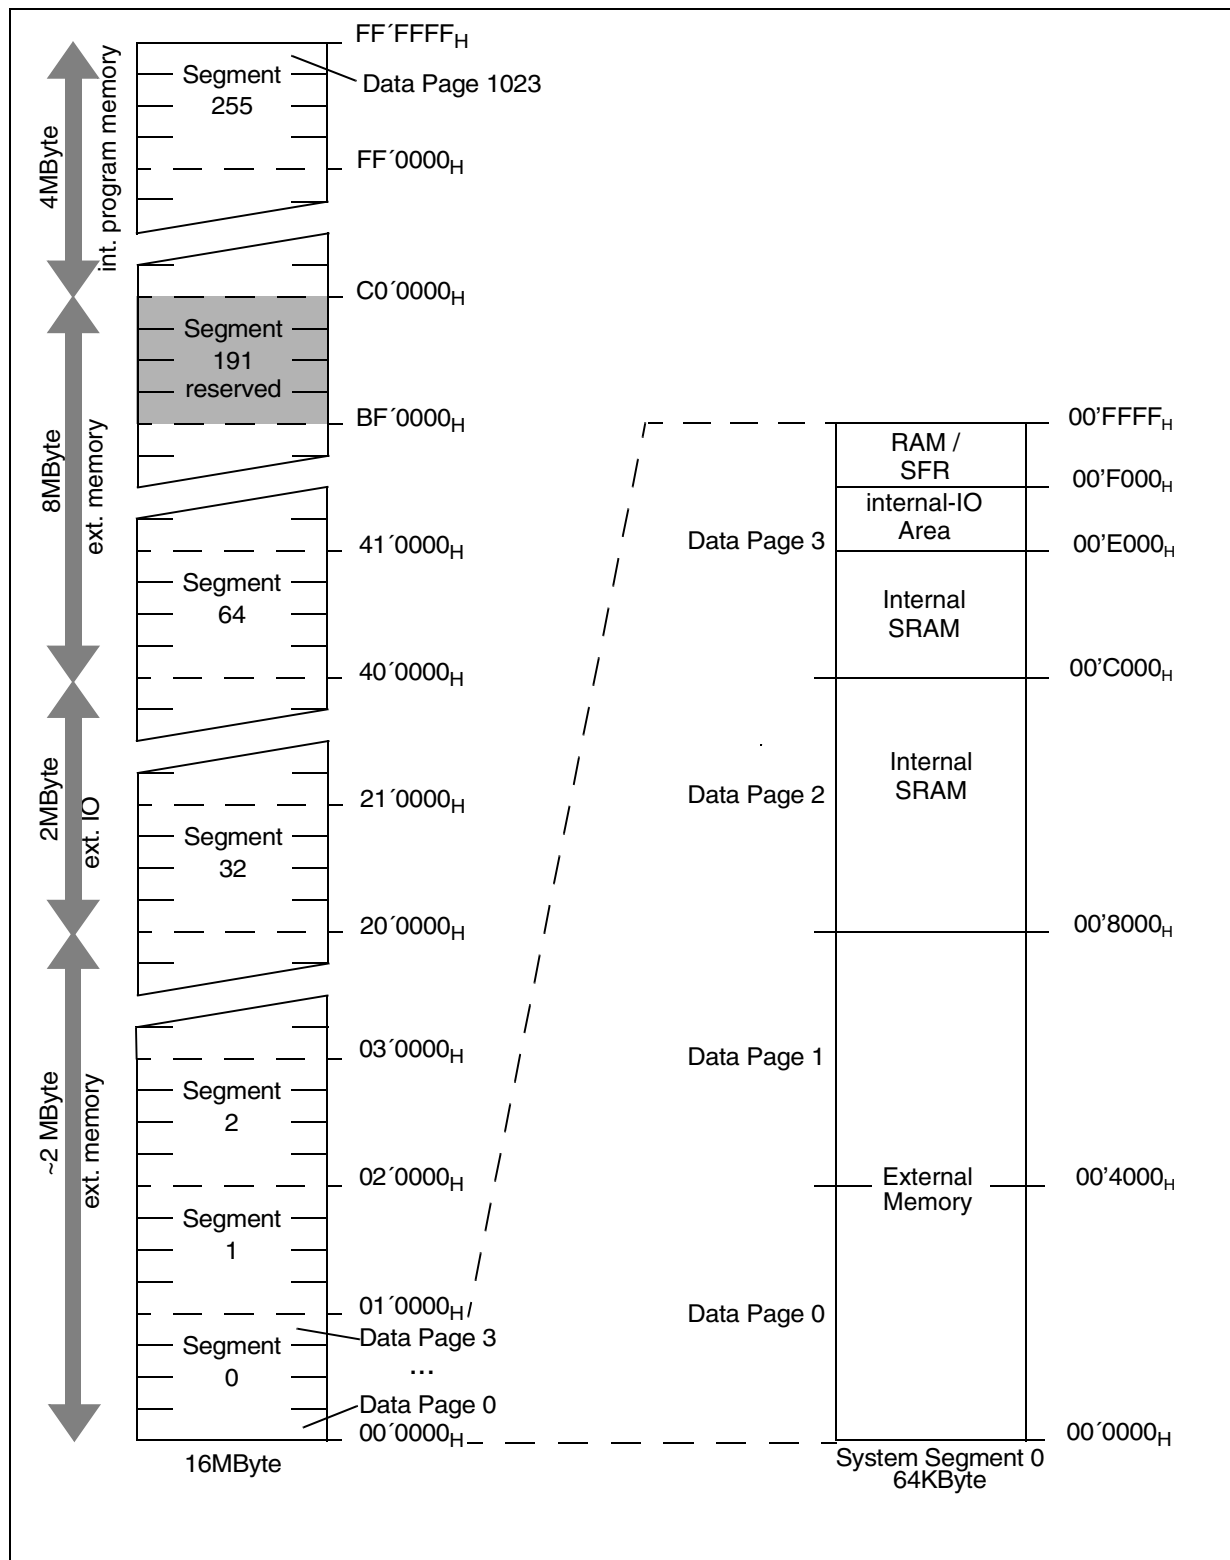 FF´FFFFH
Segment
255
Data Page 1023
FF´0000H
4MByte
int. program memory
C0´0000H
Segment
191
reserved
BF´0000H
8MByte
ext. memory
41´0000H
Segment
64
40´0000H
2MByte
ext. IO
21´0000H
Segment
32
20´0000H
~2 MByte
ext. memory
03´0000H
Segment
2
02´0000H
Segment
1
01´0000H
Data Page 3
Segment
0
...
Data Page 0
00´0000H
16MByte
00'FFFFH
RAM /
SFR
00'F000H
internal-IO
Area
Data Page 3
00'E000H
Internal
SRAM
00'C000H
Internal
SRAM
Data Page 2
00'8000H
Data Page 1
External
Memory
00'4000H
Data Page 0
00´0000H
System Segment 0
64KByte